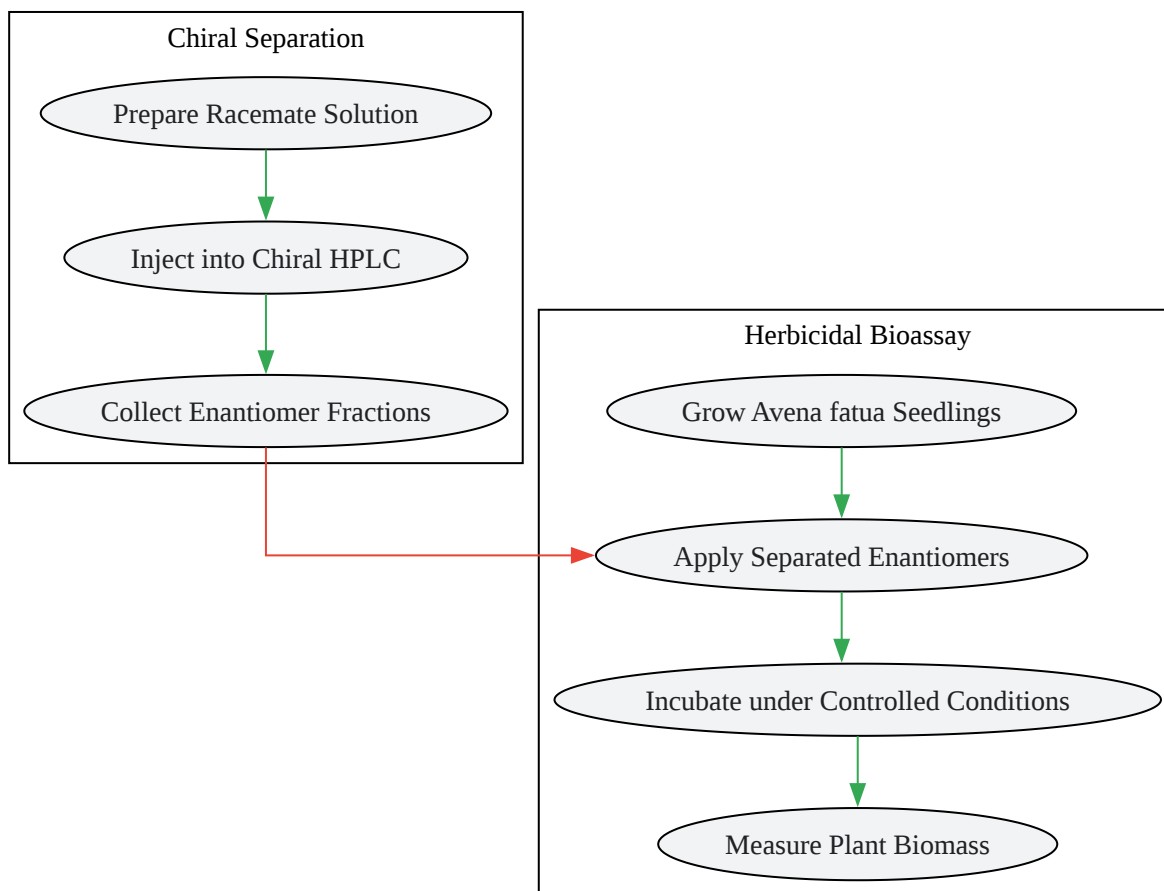 Chiral Separation
Prepare Racemate Solution
Inject into Chiral HPLC
Collect Enantiomer Fractions
Herbicidal Bioassay
Grow Avena fatua Seedlings
Apply Separated Enantiomers
Incubate under Controlled Conditions
Measure Plant Biomass